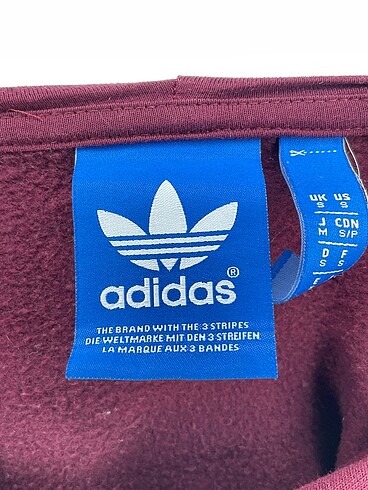 adidas®
THE BRAND WITH THE 3 STRIPES
DIE WELTMARKE MIT DEN 3 STREIFEN
LA MARQUE AUX 3 BANDES
UK US
S S
J CDN
M S/P
D F
S S